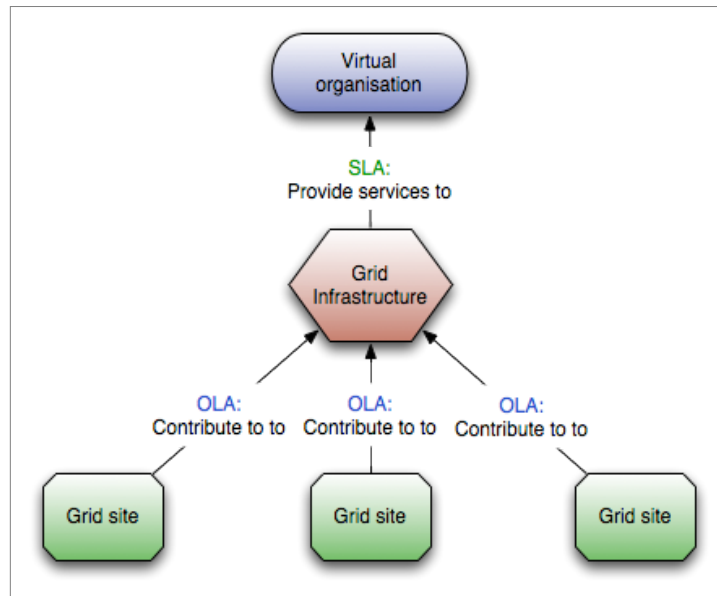 Virtual
organisation
SLA:
Provide services to
Grid
Infrastructure
OLA:
Contribute to to
OLA:
Contribute to to
OLA:
Contribute to to
Grid site
Grid site
Grid site